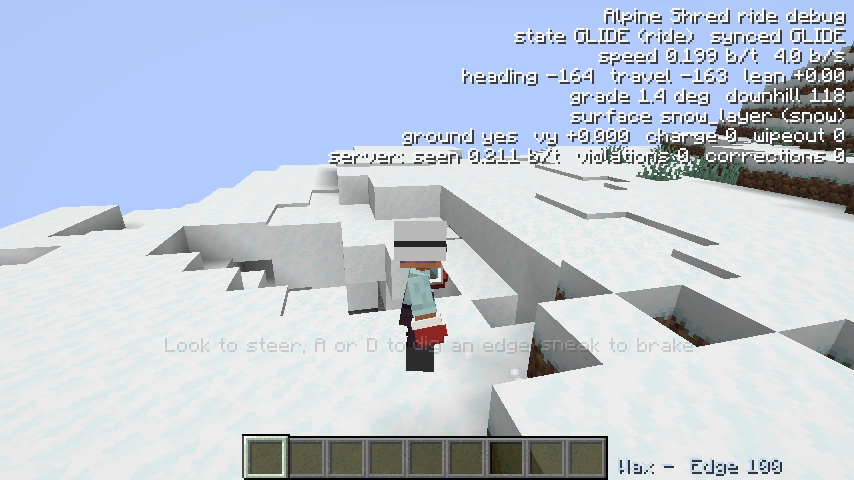 Alpine Shred ride debug
state GLIDE (ride) synced GLIDE
speed 0.199 b/t 4.0 b/s
heading -164 travel -163 lean +0.00
grade 1.4 deg downhill 118
surface snow_layer (snow)
ground yes vy +0.000 charge 0 wipeout 0
server: seen 0.211 b/t violations 0 corrections 0
Look to steer, A or D to dig an edge, sneak to brake
Wax - Edge 100